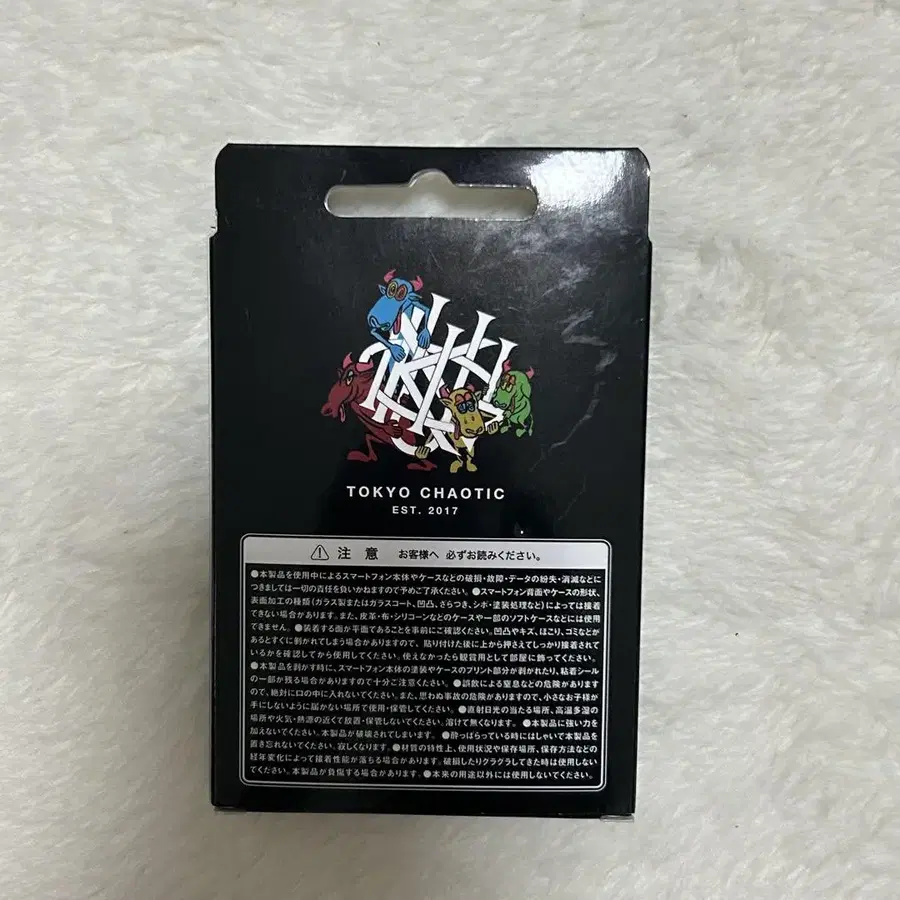 TOKYO CHAOTIC
EST. 2017
注 意 お客様へ 必ずお読みください。
●本製品を使用中によるスマートフォン本体やケースなどの破損・故障・データの紛失・消滅などに
つきましては一切の責任を負いかねますので予めご了承ください。 ●スマートフォン背面やケースの形状、
表面加工の種類(ガラス製またはガラスコート、凹凸、ざらつき、シボ・塗装処理など)によっては接着
できない場合があります。また、皮革・布・シリコーンなどのケースや一部のソフトケースなどには使用
できません。 ●装着する面が平面であることを事前にご確認ください。凹凸やキズ、ほこり、ゴミなどが
あるとすぐに剥がれてしまう場合がありますので、貼り付けた後に上から押さえてしっかり接着されて
いるかを確認してから使用してください。使えなかったら観賞用として部屋に飾ってください。
●本製品を剥がす時に、スマートフォン本体の塗装やケースのプリント部分が剥がれたり、粘着シール
の一部が残る場合がありますので十分ご注意ください。 ●誤飲による窒息などの危険があります
ので、絶対に口の中に入れないでください。また、思わぬ事故の危険がありますので、小さなお子様が
手にしないように届かない場所で使用・保管してください。 ●直射日光の当たる場所、高温多湿の
場所や火気・熱源の近くで放置・保管しないでください。溶けて無くなります。 ●本製品に強い力を
加えないでください。本製品が破壊されてしまいます。 ●酔っぱらっている時にはしゃいで本製品を
置き忘れないでください。寂しくなります。 ●材質の特性上、使用状況や保存場所、保存方法などの
経年変化によって接着性能が落ちる場合があります。破損したりグラグラしてきた時は使用しない
でください。本製品が負傷する場合があります。 ●本来の用途以外には使用しないでください。